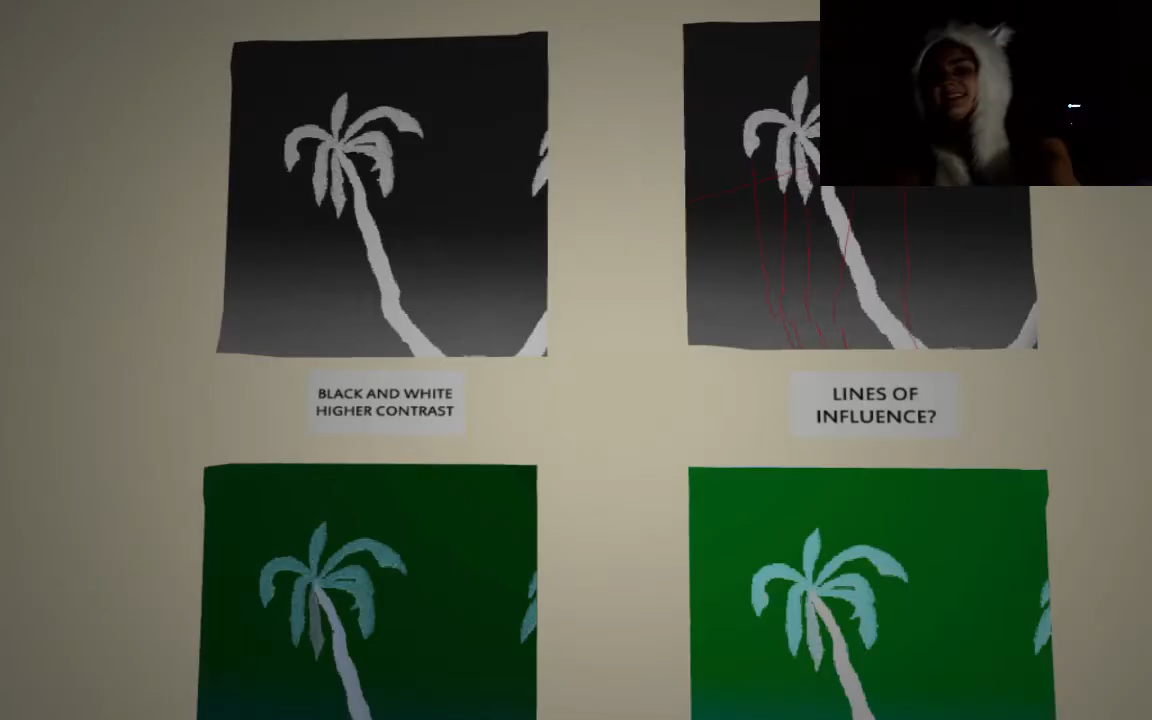 BLACK AND WHITE
HIGHER CONTRAST
LINES OF
INFLUENCE?